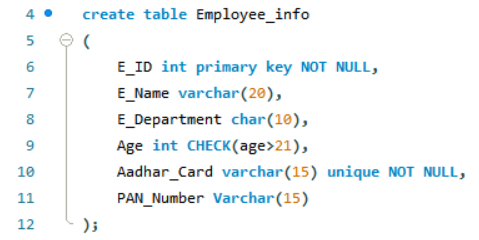 4 create table Employee_info
5 (
6 E_ID int primary key NOT NULL,
7 E_Name varchar(20),
8 E_Department char(10),
9 Age int CHECK(age>21),
10 Aadhar_Card varchar(15) unique NOT NULL,
11 PAN_Number Varchar(15)
12 );